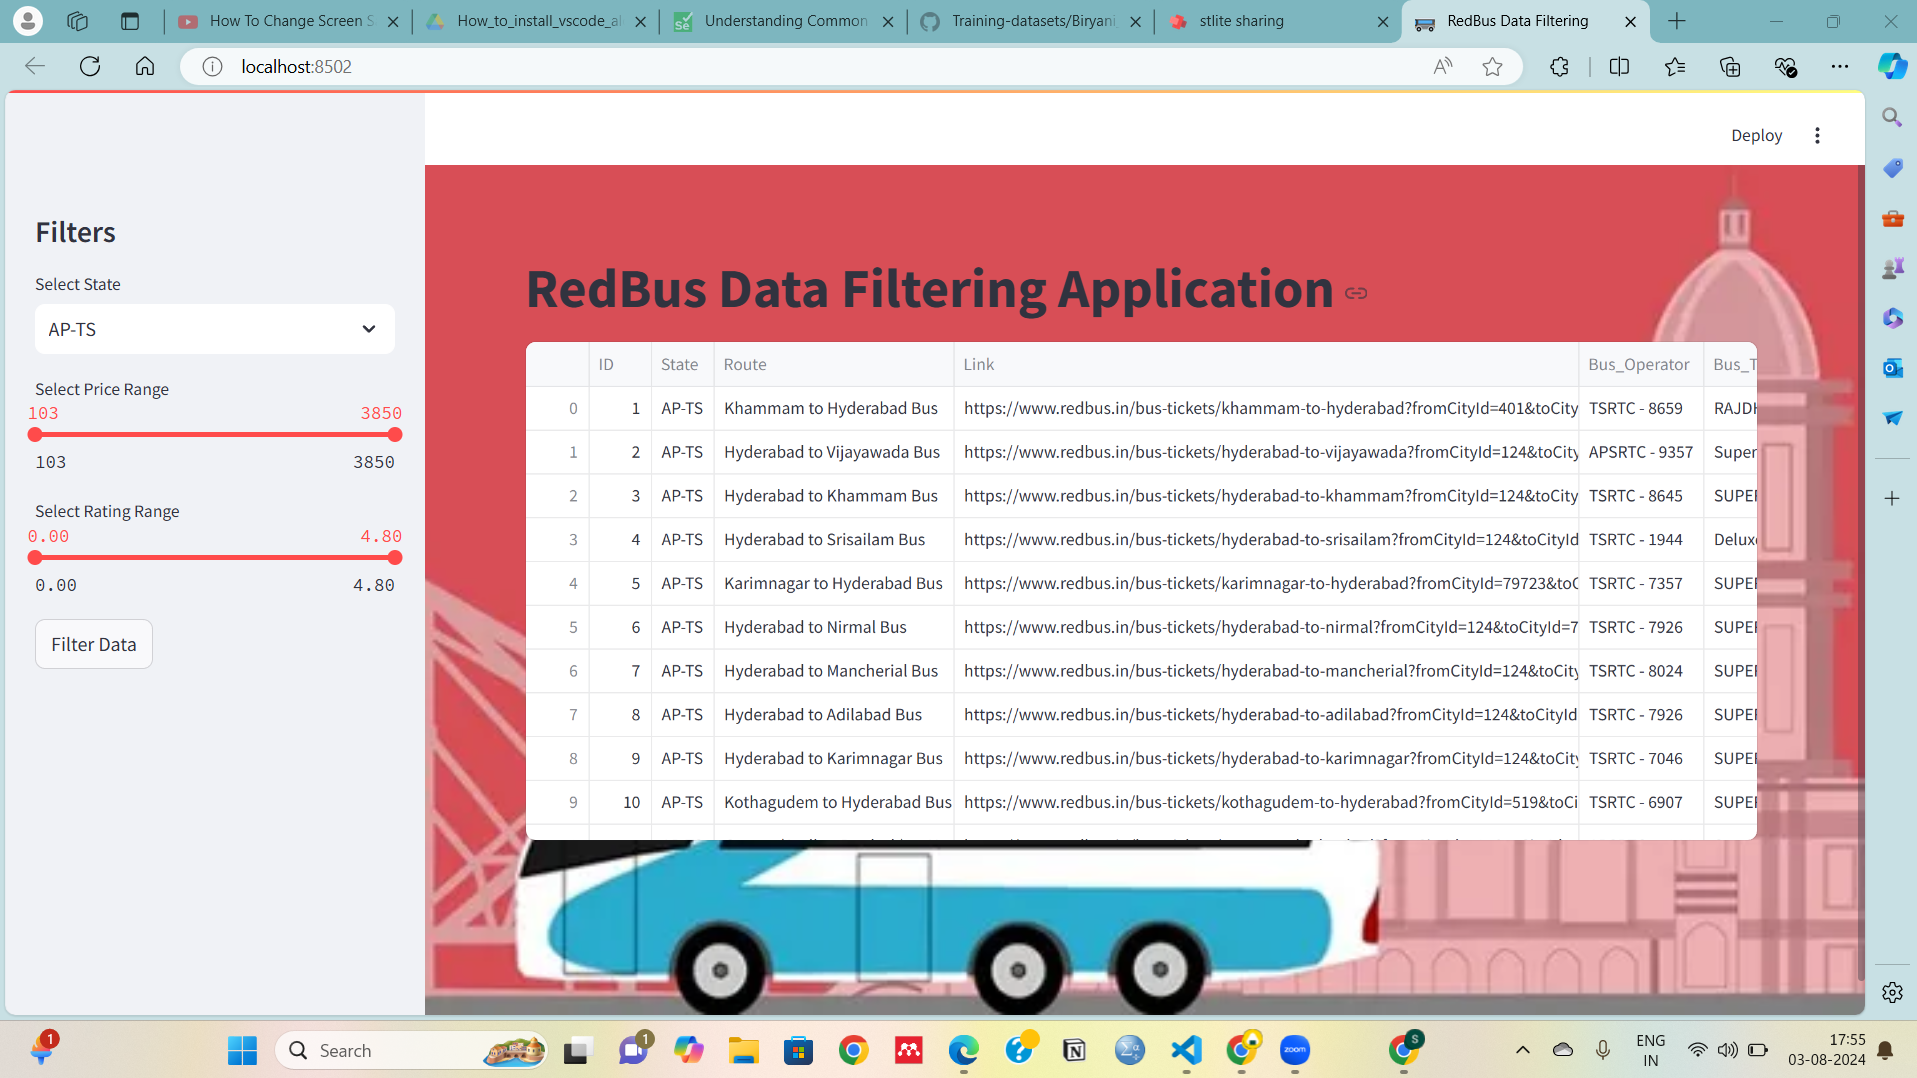 How To Change Screen S
How_to_install_vscode_al
Understanding Common
Training-datasets/Biryani
stlite sharing
RedBus Data Filtering
localhost:8502
Deploy
Filters
Select State
AP-TS
Select Price Range
103 3850
103 3850
Select Rating Range
0.00 4.80
0.00 4.80
Filter Data
RedBus Data Filtering Application
ID State Route Link Bus_Operator Bus_T
0 1 AP-TS Khammam to Hyderabad Bus https://www.redbus.in/bus-tickets/khammam-to-hyderabad?fromCityId=401&toCity TSRTC - 8659 RAJDH
1 2 AP-TS Hyderabad to Vijayawada Bus https://www.redbus.in/bus-tickets/hyderabad-to-vijayawada?fromCityId=124&toCity APSRTC - 9357 Super
2 3 AP-TS Hyderabad to Khammam Bus https://www.redbus.in/bus-tickets/hyderabad-to-khammam?fromCityId=124&toCity TSRTC - 8645 SUPER
3 4 AP-TS Hyderabad to Srisailam Bus https://www.redbus.in/bus-tickets/hyderabad-to-srisailam?fromCityId=124&toCityId TSRTC - 1944 Deluxe
4 5 AP-TS Karimnagar to Hyderabad Bus https://www.redbus.in/bus-tickets/karimnagar-to-hyderabad?fromCityId=79723&toC TSRTC - 7357 SUPER
5 6 AP-TS Hyderabad to Nirmal Bus https://www.redbus.in/bus-tickets/hyderabad-to-nirmal?fromCityId=124&toCityId=7 TSRTC - 7926 SUPER
6 7 AP-TS Hyderabad to Mancherial Bus https://www.redbus.in/bus-tickets/hyderabad-to-mancherial?fromCityId=124&toCity TSRTC - 8024 SUPER
7 8 AP-TS Hyderabad to Adilabad Bus https://www.redbus.in/bus-tickets/hyderabad-to-adilabad?fromCityId=124&toCityId TSRTC - 7926 SUPER
8 9 AP-TS Hyderabad to Karimnagar Bus https://www.redbus.in/bus-tickets/hyderabad-to-karimnagar?fromCityId=124&toCity TSRTC - 7046 SUPER
9 10 AP-TS Kothagudem to Hyderabad Bus https://www.redbus.in/bus-tickets/kothagudem-to-hyderabad?fromCityId=519&toCi TSRTC - 6907 SUPER
1
Search
1
zoom
S
ENG
IN
17:55
03-08-2024